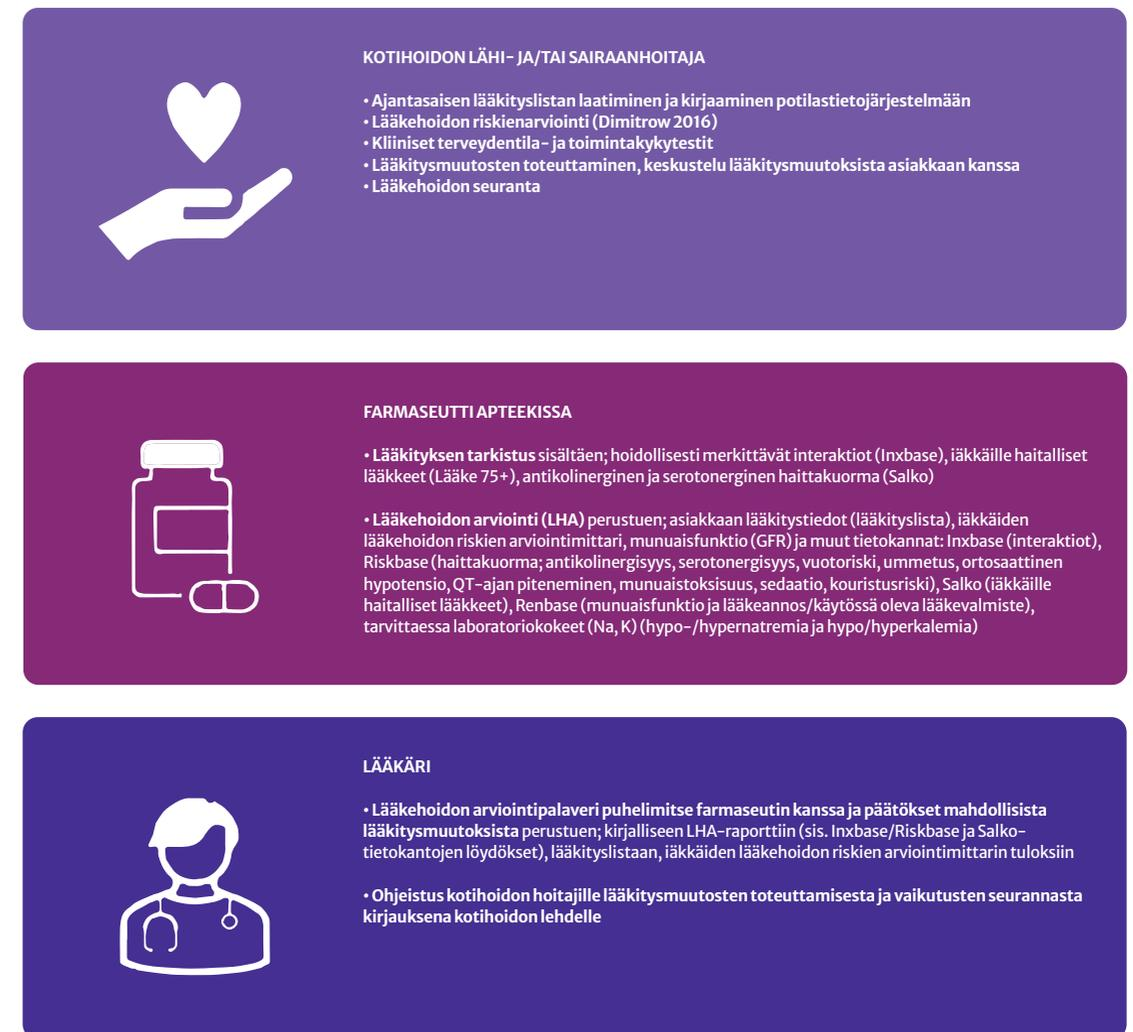 KOTIHOIDON LÄHI- JA/TAI SAIRAANHOITAJA
• Ajantasaisen lääkityslistan laatiminen ja kirjaaminen potilastietojärjestelmään
• Lääkehoidon riskienarviointi (Dimitrow 2016)
• Kliiniset terveydentila- ja toimintakykytestit
• Lääkitysmuutosten toteuttaminen, keskustelu lääkitysmuutoksista asiakkaan kanssa
• Lääkehoidon seuranta
FARMASEUTTI APTEEKISSA
• Lääkityksen tarkistus sisältäen; hoidollisesti merkittävät interaktiot (Inxbase), iäkkäille haitalliset
lääkkeet (Lääke 75+), antikolinerginen ja serotonerginen haittakuorma (Salko)
• Lääkehoidon arviointi (LHA) perustuen; asiakkaan lääkitystiedot (lääkityslista), iäkkäiden
lääkehoidon riskien arviointimittari, munuaisfunktio (GFR) ja muut tietokannat: Inxbase (interaktiot),
Riskbase (haittakuorma; antikolinergisyys, serotonergisyys, vuotoriski, ummetus, ortosaattinen
hypotensio, QT-ajan piteneminen, munuaistoksisuus, sedaatio, kouristusriski), Salko (iäkkäille
haitalliset lääkkeet), Renbase (munuaisfunktio ja lääkeannos/käytössä oleva lääkevalmiste),
tarvittaessa laboratoriokokeet (Na, K) (hypo-/hypernatremia ja hypo/hyperkalemia)
LÄÄKÄRI
• Lääkehoidon arviointipalaveri puhelimitse farmaseutin kanssa ja päätökset mahdollisista
lääkitysmuutoksista perustuen; kirjalliseen LHA-raporttiin (sis. Inxbase/Riskbase ja Salko-
tietokantojen löydökset), lääkityslistaan, iäkkäiden lääkehoidon riskien arviointimittarin tuloksiin
• Ohjeistus kotihoidon hoitajille lääkitysmuutosten toteuttamisesta ja vaikutusten seurannasta
kirjauksena kotihoidon lehdelle